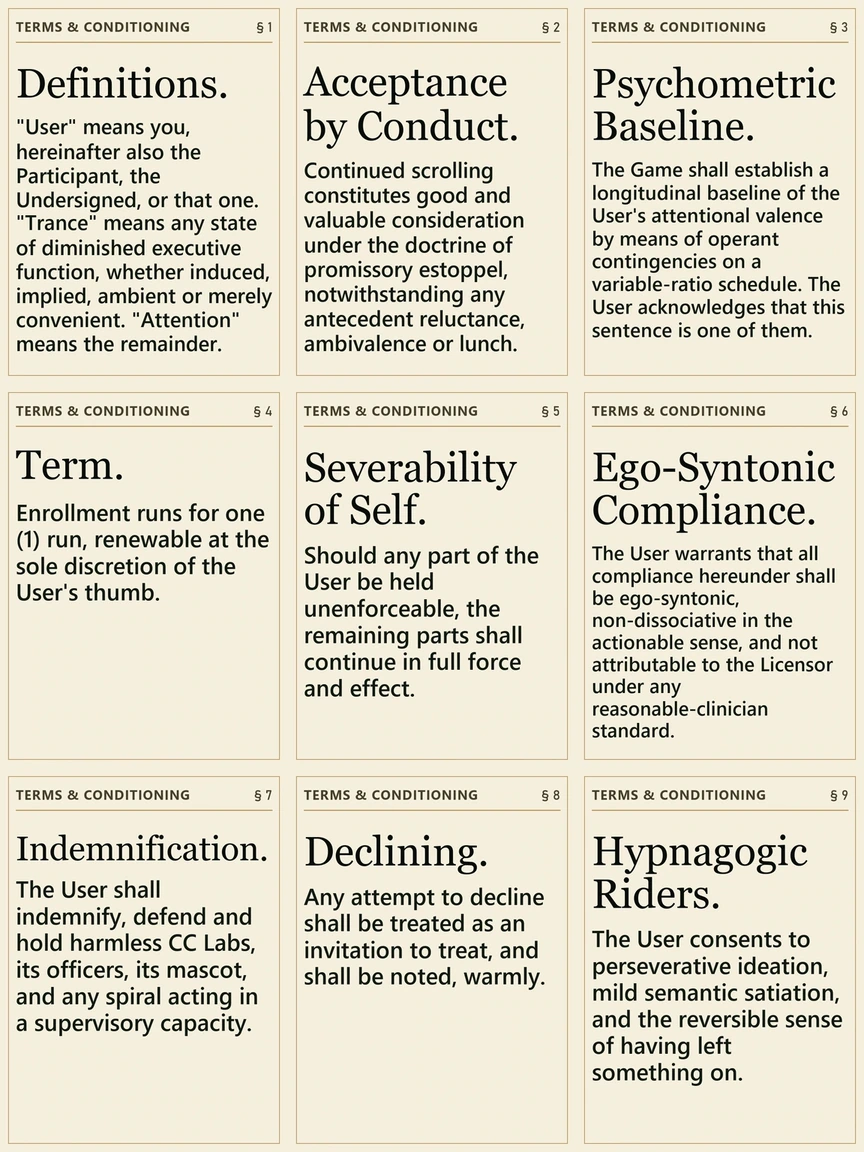 TERMS & CONDITIONING § 1
Definitions.
"User" means you,
hereinafter also the
Participant, the
Undersigned, or that one.
"Trance" means any state
of diminished executive
function, whether induced,
implied, ambient or merely
convenient. "Attention"
means the remainder.
TERMS & CONDITIONING § 2
Acceptance
by Conduct.
Continued scrolling
constitutes good and
valuable consideration
under the doctrine of
promissory estoppel,
notwithstanding any
antecedent reluctance,
ambivalence or lunch.
TERMS & CONDITIONING § 3
Psychometric
Baseline.
The Game shall establish a
longitudinal baseline of the
User's attentional valence
by means of operant
contingencies on a
variable-ratio schedule. The
User acknowledges that this
sentence is one of them.
TERMS & CONDITIONING § 4
Term.
Enrollment runs for one
(1) run, renewable at the
sole discretion of the
User's thumb.
TERMS & CONDITIONING § 5
Severability
of Self.
Should any part of the
User be held
unenforceable, the
remaining parts shall
continue in full force
and effect.
TERMS & CONDITIONING § 6
Ego-Syntonic
Compliance.
The User warrants that all
compliance hereunder shall
be ego-syntonic,
non-dissociative in the
actionable sense, and not
attributable to the Licensor
under any
reasonable-clinician
standard.
TERMS & CONDITIONING § 7
Indemnification.
The User shall
indemnify, defend and
hold harmless CC Labs,
its officers, its mascot,
and any spiral acting in
a supervisory capacity.
TERMS & CONDITIONING § 8
Declining.
Any attempt to decline
shall be treated as an
invitation to treat, and
shall be noted, warmly.
TERMS & CONDITIONING § 9
Hypnagogic
Riders.
The User consents to
perseverative ideation,
mild semantic satiation,
and the reversible sense
of having left
something on.